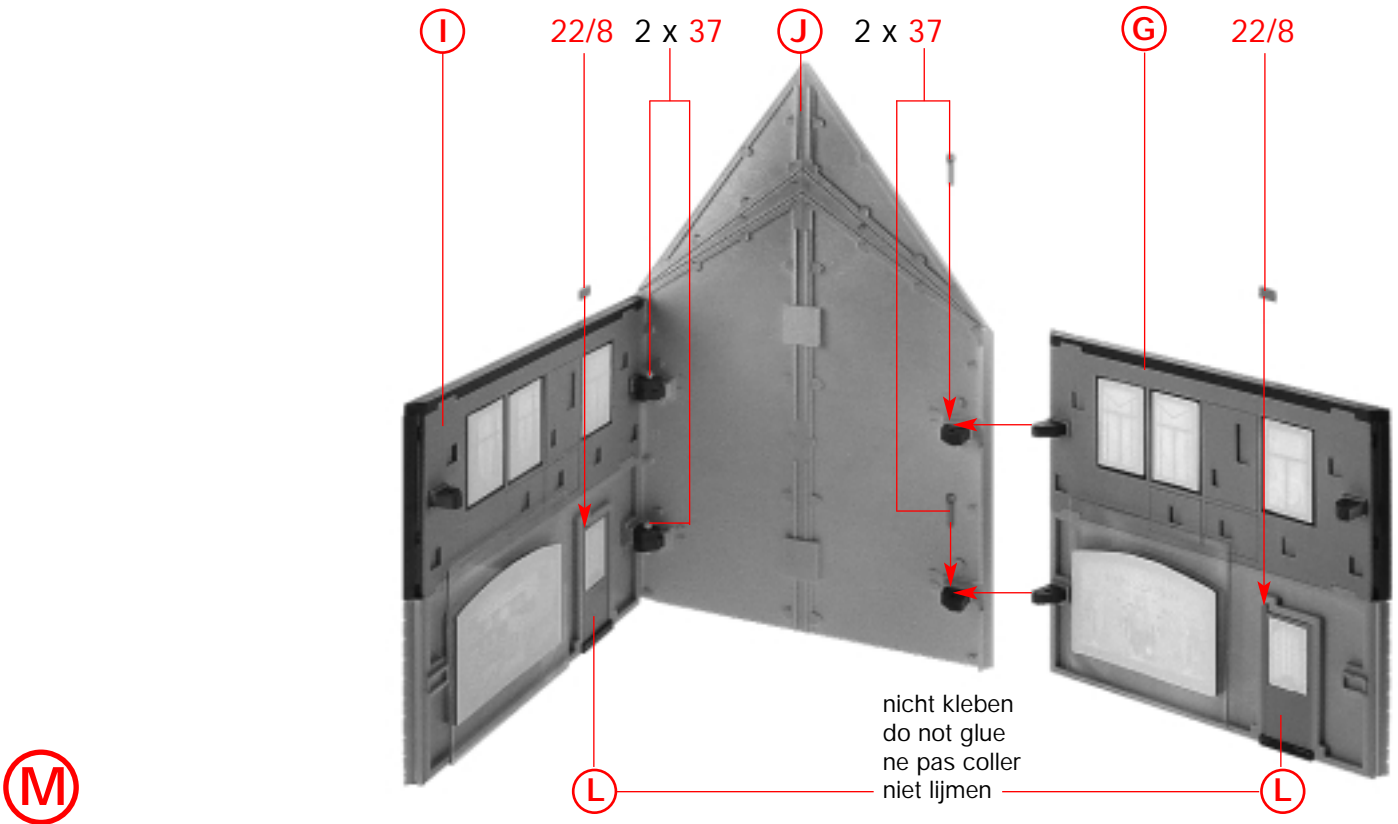 I 22/8 2 x 37 J 2 x 37 G 22/8
nicht kleben
do not glue
ne pas coller
niet lijmen
L L
M